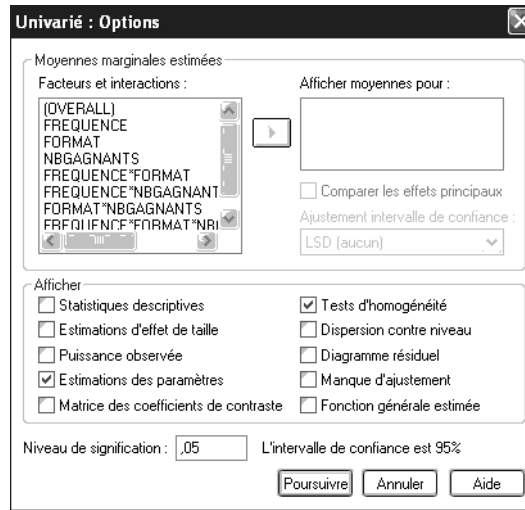 Univarié : Options
Moyennes marginales estimées
Facteurs et interactions :
(OVERALL)
FREQUENCE
FORMAT
NBGAGNANTS
FREQUENCE*FORMAT
FREQUENCE*NBGAGNANT
FORMAT*NBGAGNANTS
FREQUENCE*FORMAT*NBI
Afficher moyennes pour :
Comparer les effets principaux
Ajustement intervalle de confiance :
LSD (aucun)
Afficher
Statistiques descriptives
Estimations d'effet de taille
Puissance observée
Estimations des paramètres
Matrice des coefficients de contraste
Tests d'homogénéité
Dispersion contre niveau
Diagramme résiduel
Manque d'ajustement
Fonction générale estimée
Niveau de signification : ,05 L'intervalle de confiance est 95%
Poursuivre Annuler Aide